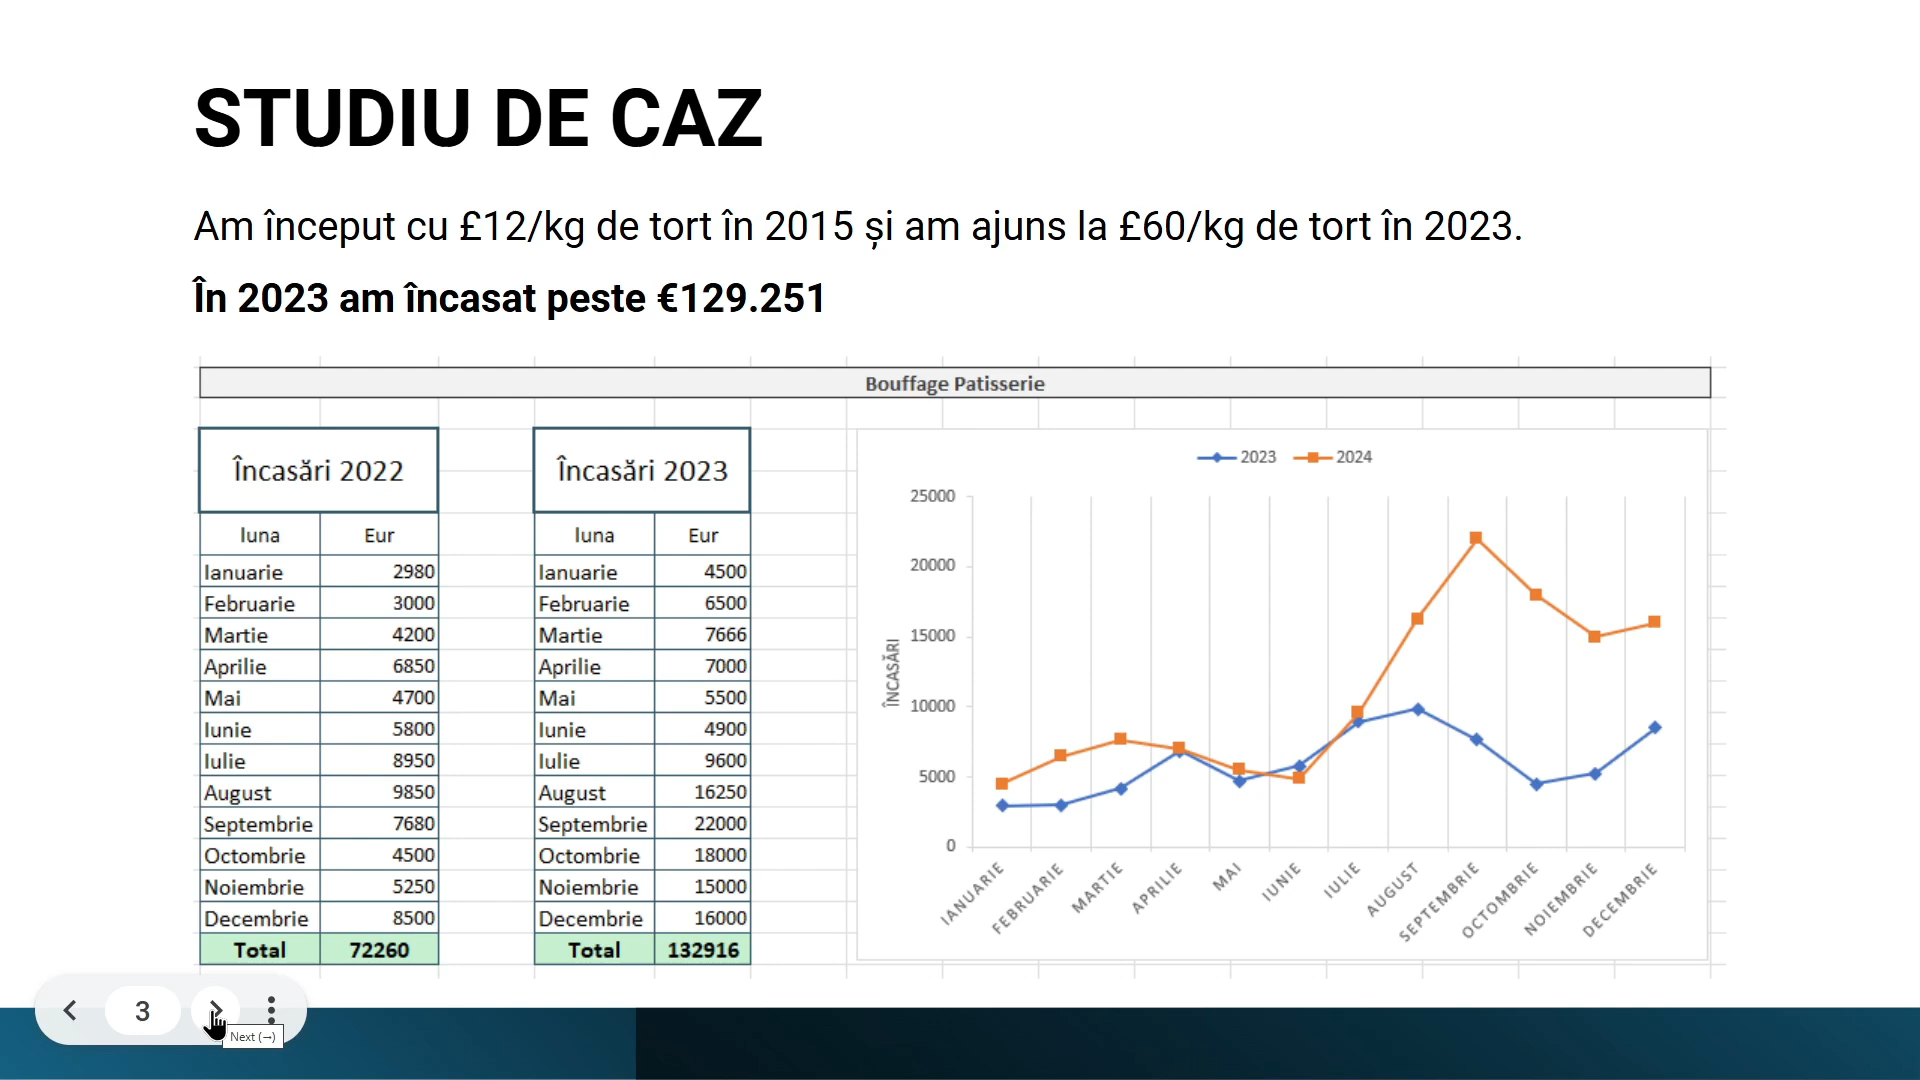 STUDIU DE CAZ
Am început cu £12/kg de tort în 2015 și am ajuns la £60/kg de tort în 2023.
În 2023 am încasat peste €129.251
Bouffage Patisserie
Încasări 2022
luna Eur
Ianuarie 2980
Februarie 3000
Martie 4200
Aprilie 6850
Mai 4700
Iunie 5800
Iulie 8950
August 9850
Septembrie 7680
Octombrie 4500
Noiembrie 5250
Decembrie 8500
Total 72260
Încasări 2023
luna Eur
Ianuarie 4500
Februarie 6500
Martie 7666
Aprilie 7000
Mai 5500
Iunie 4900
Iulie 9600
August 16250
Septembrie 22000
Octombrie 18000
Noiembrie 15000
Decembrie 16000
Total 132916
2023 2024
25000
20000
15000
10000
5000
0
ÎNCASĂRI
IANUARIE
FEBRUARIE
MARTIE
APRILIE
MAI
IUNIE
IULIE
AUGUST
SEPTEMBRIE
OCTOMBRIE
NOIEMBRIE
DECEMBRIE
3
Next (→)